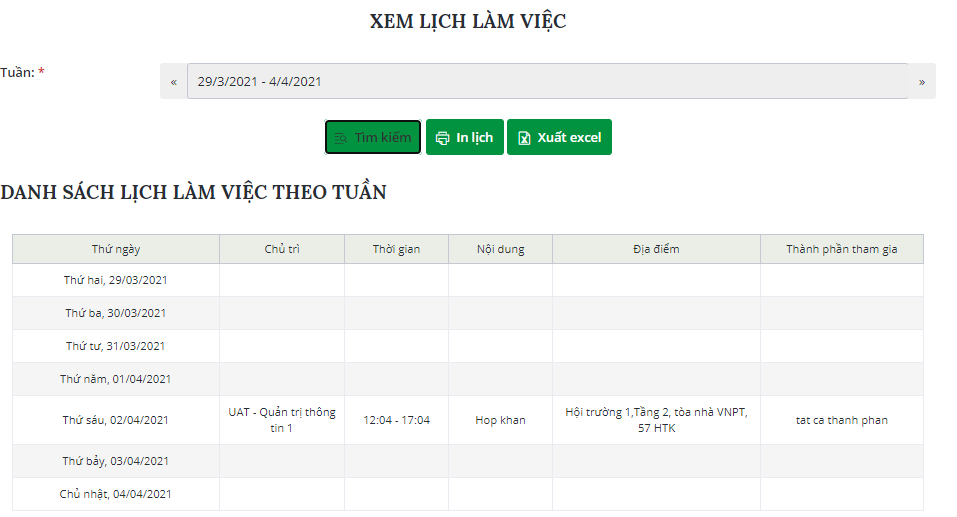 XEM LỊCH LÀM VIỆC
Tuần: * « 29/3/2021 - 4/4/2021 »
Tìm kiếm In lịch Xuất excel
DANH SÁCH LỊCH LÀM VIỆC THEO TUẦN
Thứ ngày Chủ trì Thời gian Nội dung Địa điểm Thành phần tham gia
Thứ hai, 29/03/2021
Thứ ba, 30/03/2021
Thứ tư, 31/03/2021
Thứ năm, 01/04/2021
Thứ sáu, 02/04/2021 UAT - Quản trị thông tin 1 12:04 - 17:04 Hop khan Hội trường 1,Tầng 2, tòa nhà VNPT, 57 HTK tat ca thanh phan
Thứ bảy, 03/04/2021
Chủ nhật, 04/04/2021